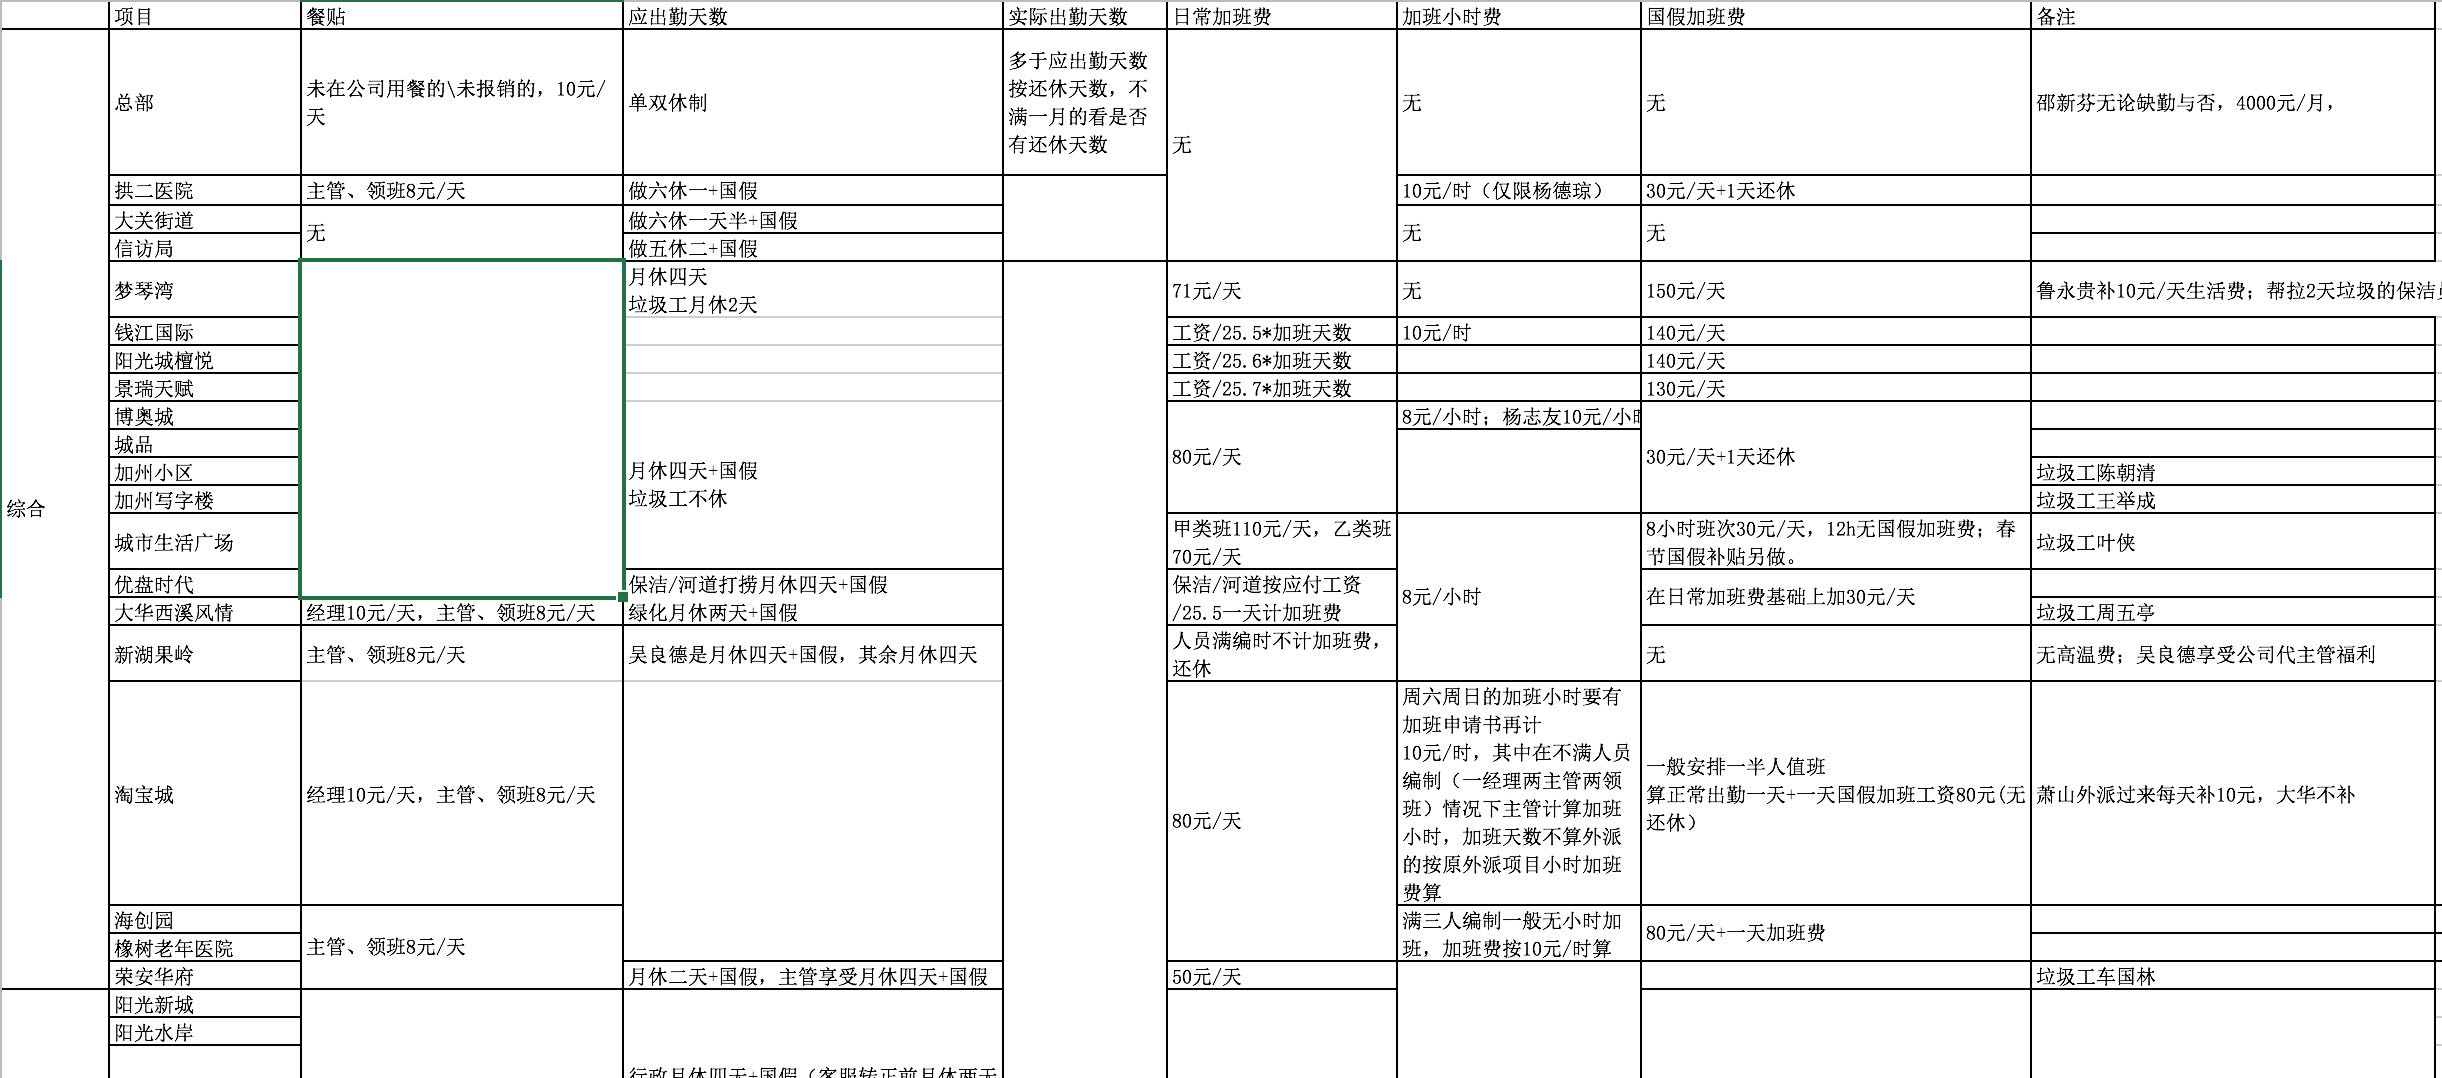 项目 餐贴 应出勤天数 实际出勤天数 日常加班费 加班小时费 国假加班费 备注
综合
总部
未在公司用餐的\未报销的，10元/
天
单双休制
多于应出勤天数
按还休天数，不
满一月的看是否
有还休天数
无
无
无
邵新芬无论缺勤与否，4000元/月，
拱二医院 主管、领班8元/天 做六休一+国假 10元/时（仅限杨德琼） 30元/天+1天还休
大关街道 做六休一天半+国假
无 无 无
信访局 做五休二+国假
梦琴湾
月休四天
垃圾工月休2天
71元/天 无 150元/天 鲁永贵补10元/天生活费；帮拉2天垃圾的保洁
钱江国际 工资/25.5*加班天数 10元/时 140元/天
阳光城檀悦 工资/25.6*加班天数 140元/天
景瑞天赋 工资/25.7*加班天数 130元/天
博奥城 8元/小时；杨志友10元/小时
城品
80元/天 30元/天+1天还休
加州小区 垃圾工陈朝清
月休四天+国假
垃圾工不休
加州写字楼 垃圾工王举成
城市生活广场
甲类班110元/天，乙类班
70元/天
8小时班次30元/天，12h无国假加班费；春
节国假补贴另做。
垃圾工叶侠
优盘时代 保洁/河道打捞月休四天+国假
保洁/河道按应付工资
/25.5一天计加班费
8元/小时
在日常加班费基础上加30元/天
大华西溪风情 经理10元/天，主管、领班8元/天 绿化月休两天+国假 垃圾工周五亭
新湖果岭 主管、领班8元/天 吴良德是月休四天+国假，其余月休四天
人员满编时不计加班费，
还休
无
无高温费；吴良德享受公司代主管福利
淘宝城 经理10元/天，主管、领班8元/天
80元/天
周六周日的加班小时要有
加班申请书再计
10元/时，其中在不满人员
编制（一经理两主管两领
班）情况下主管计算加班
小时，加班天数不算外派
的按原外派项目小时加班
费算
一般安排一半人值班
算正常出勤一天+一天国假加班工资80元(无
还休）
萧山外派过来每天补10元，大华不补
海创园
橡树老年医院
主管、领班8元/天
满三人编制一般无小时加
班，加班费按10元/时算
80元/天+一天加班费
荣安华府 月休二天+国假，主管享受月休四天+国假 50元/天 垃圾工车国林
阳光新城
阳光水岸
行政月休四天+国假（客服转正前月休两天